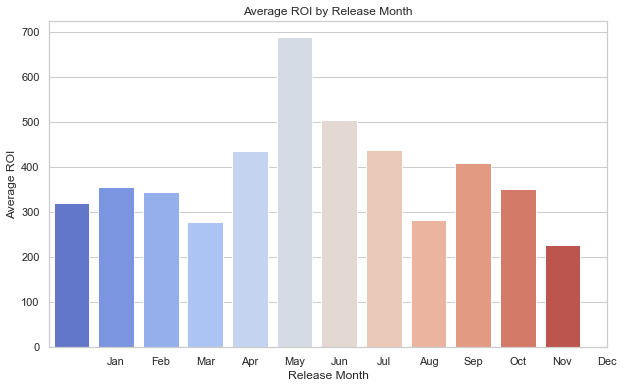 Average ROI by Release Month
700
600
500
400
300
200
100
0
Average ROI
Jan Feb Mar Apr May Jun Jul Aug Sep Oct Nov Dec
Release Month